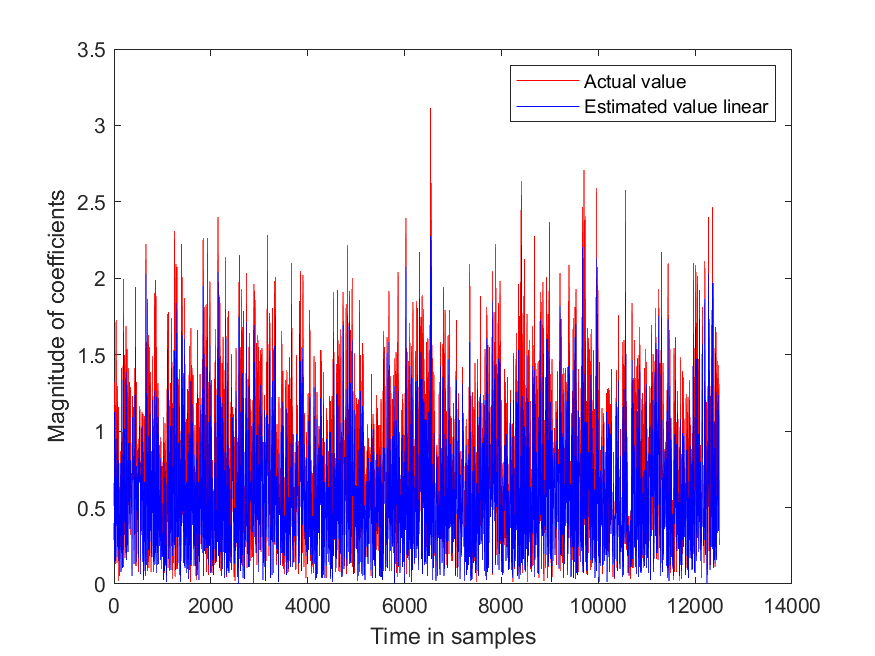 3.5
3
2.5
2
1.5
1
0.5
0
Magnitude of coefficients
Actual value
Estimated value linear
0 2000 4000 6000 8000 10000 12000 14000
Time in samples